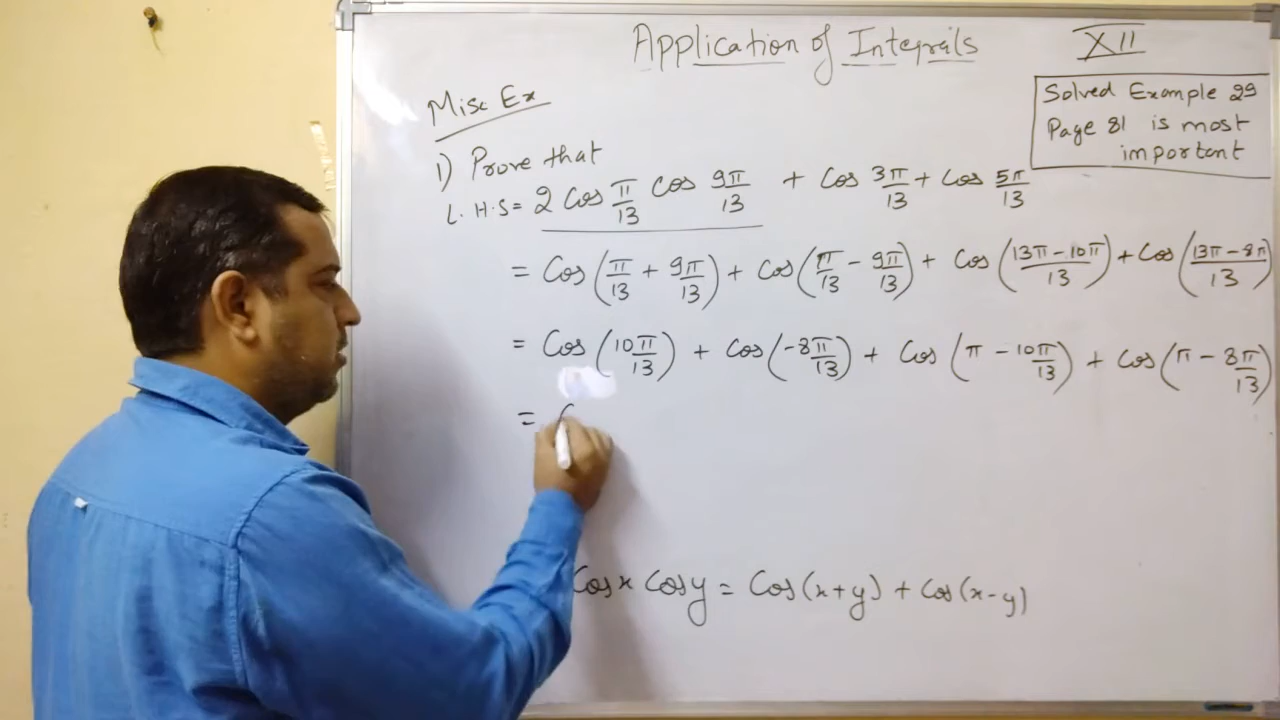 Application of Integrals
XII
Solved Example 29
Page 81 is most
important
Misc Ex
1) Prove that
L.H.S = 2 Cos π/13 Cos 9π/13 + Cos 3π/13 + Cos 5π/13
= Cos (π/13 + 9π/13) + Cos (π/13 - 9π/13) + Cos (13π - 10π/13) + Cos (13π - 8π/13)
= Cos (10π/13) + Cos (-8π/13) + Cos (π - 10π/13) + Cos (π - 8π/13)
=
Cosx Cosy = Cos(x+y) + Cos(x-y)